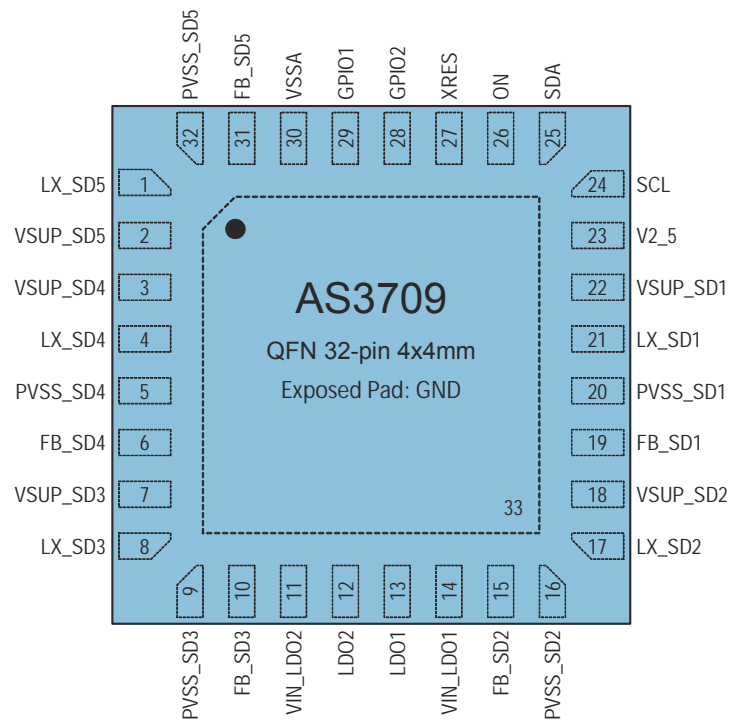 PVSS_SD5
FB_SD5
VSSA
GPIO1
GPIO2
XRES
ON
SDA
32
31
30
29
28
27
26
25
LX_SD5 1
24 SCL
VSUP_SD5 2
23 V2_5
VSUP_SD4 3
22 VSUP_SD1
LX_SD4 4
21 LX_SD1
PVSS_SD4 5
20 PVSS_SD1
FB_SD4 6
19 FB_SD1
VSUP_SD3 7
18 VSUP_SD2
LX_SD3 8
17 LX_SD2
AS3709
QFN 32-pin 4x4mm
Exposed Pad: GND
33
9
10
11
12
13
14
15
16
PVSS_SD3
FB_SD3
VIN_LDO2
LDO2
LDO1
VIN_LDO1
FB_SD2
PVSS_SD2